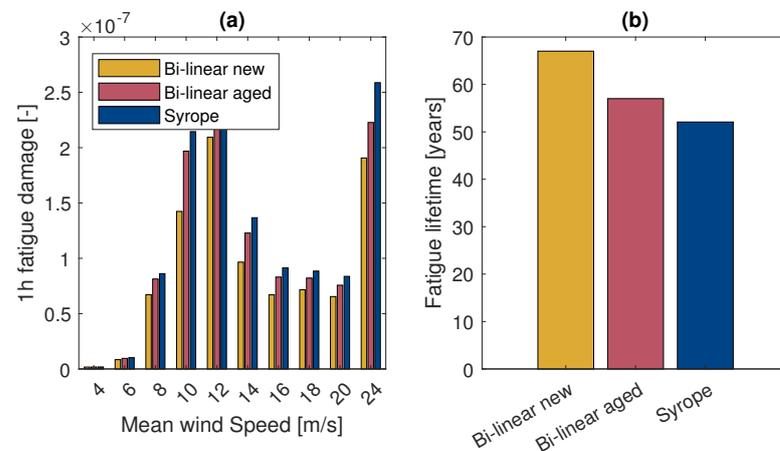 (a)
×10⁻⁷
3
2.5
2
1.5
1
0.5
0
1h fatigue damage [-]
Bi-linear new
Bi-linear aged
Syrope
4 6 8 10 12 14 16 18 20 24
Mean wind Speed [m/s]
(b)
70
60
50
40
30
20
10
0
Fatigue lifetime [years]
Bi-linear new
Bi-linear aged
Syrope